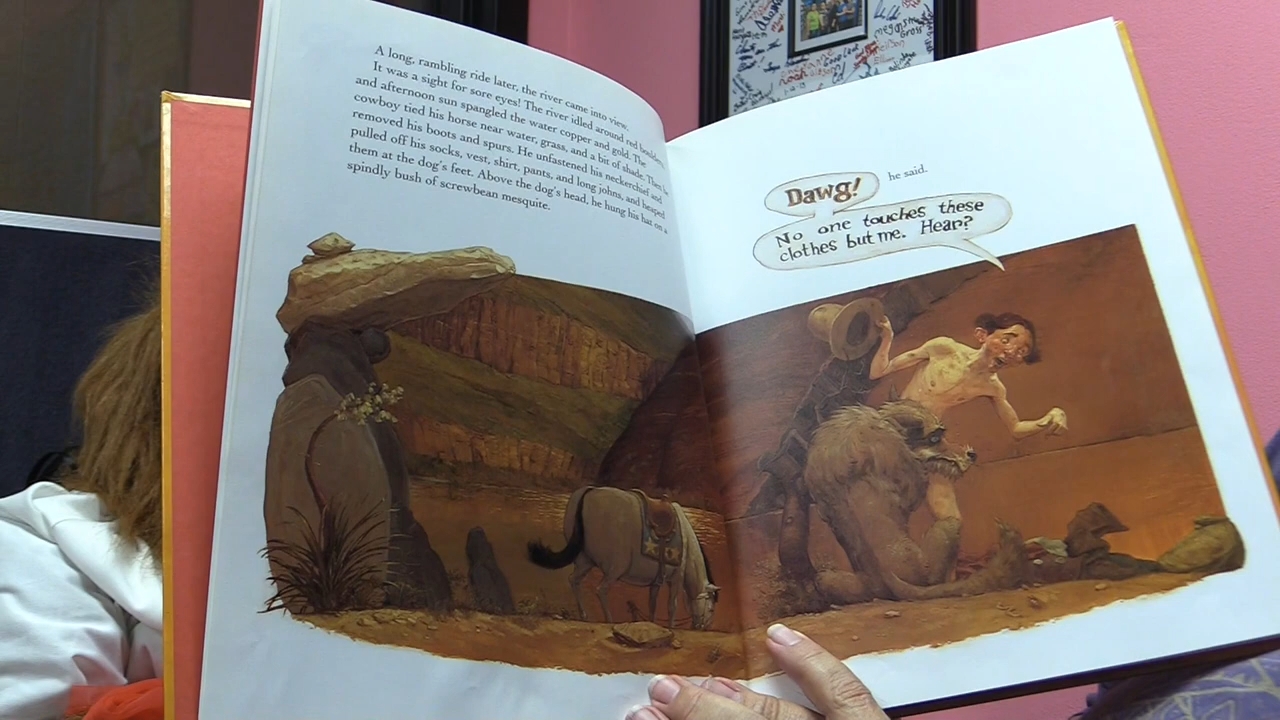 A long, rambling ride later, the river came into view.
It was a sight for sore eyes! The river idled around red boulders
and afternoon sun spangled the water copper and gold. The
cowboy tied his horse near water, grass, and a bit of shade. Then he
removed his boots and spurs. He unfastened his neckerchief and
pulled off his socks, vest, shirt, pants, and long johns, and heaped
them at the dog's feet. Above the dog's head, he hung his hat on a
spindly bush of screwbean mesquite.
Dawg! he said.
No one touches these
clothes but me. Hear?